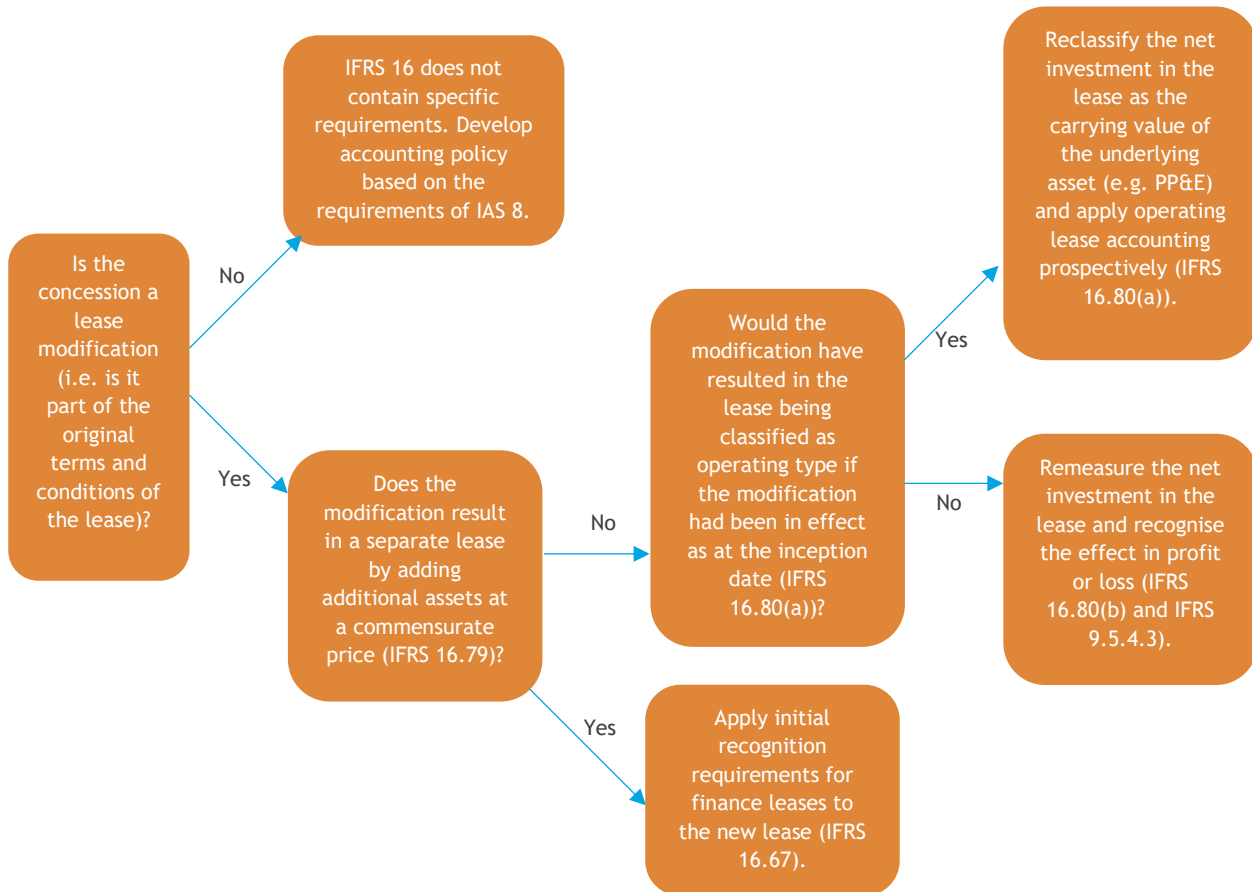 Is the
concession a
lease
modification
(i.e. is it
part of the
original
terms and
conditions of
the lease)?
No
IFRS 16 does not
contain specific
requirements. Develop
accounting policy
based on the
requirements of IAS 8.
Yes
Does the
modification result
in a separate lease
by adding
additional assets at
a commensurate
price (IFRS 16.79)?
No
Would the
modification have
resulted in the
lease being
classified as
operating type if
the modification
had been in effect
as at the inception
date (IFRS
16.80(a))?
Yes
Reclassify the net
investment in the
lease as the
carrying value of
the underlying
asset (e.g. PP&E)
and apply operating
lease accounting
prospectively (IFRS
16.80(a)).
No
Remeasure the net
investment in the
lease and recognise
the effect in profit
or loss (IFRS
16.80(b) and IFRS
9.5.4.3).
Yes
Apply initial
recognition
requirements for
finance leases to
the new lease (IFRS
16.67).